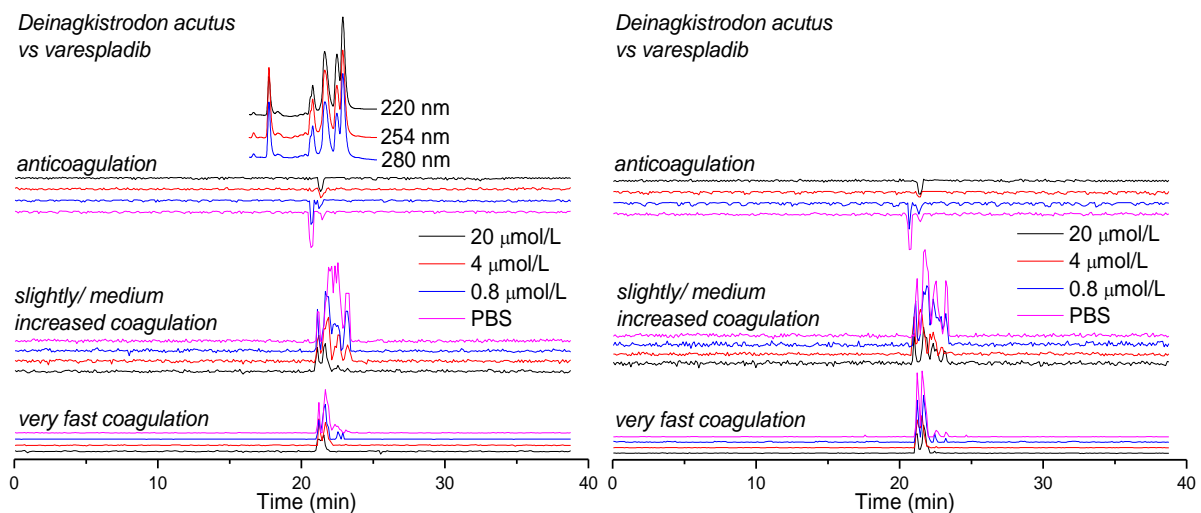 Deinagkistrodon acutus
vs varespladib
220 nm
254 nm
280 nm
anticoagulation
20 μmol/L
4 μmol/L
0.8 μmol/L
PBS
slightly/ medium
increased coagulation
very fast coagulation
0
10
20
30
40
Time (min)
Deinagkistrodon acutus
vs varespladib
anticoagulation
20 μmol/L
4 μmol/L
0.8 μmol/L
PBS
slightly/ medium
increased coagulation
very fast coagulation
0
10
20
30
40
Time (min)